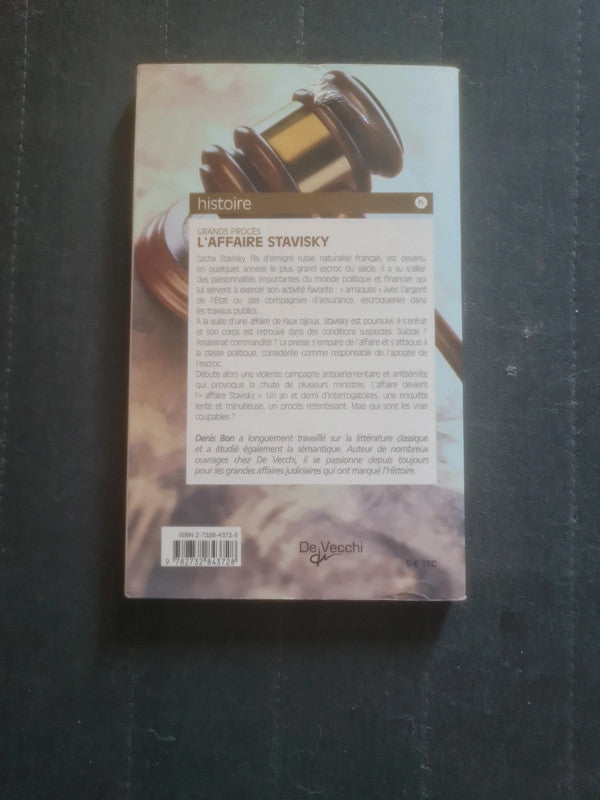 histoire
h
GRANDS PROCÈS
L'AFFAIRE STAVISKY
Sacha Stavisky, fils d'émigré russe naturalisé français, est devenu
en quelques années le plus grand escroc du siècle. Il a su s'allier
des personnalités importantes du monde politique et financier qui
lui servent à exercer son activité favorite : « arnaques » avec l'argent
de l'État ou des compagnies d'assurance, escroqueries dans
les travaux publics…
À la suite d'une affaire de faux bijoux, Stavisky est poursuivi. Il s'enfuit
et son corps est retrouvé dans des conditions suspectes. Suicide ?
Assassinat commandité ? La presse s'empare de l'affaire et s'attaque à
la classe politique, considérée comme responsable de l'apogée de
l'escroc.
Débute alors une violente campagne antiparlementaire et antisémite
qui provoque la chute de plusieurs ministres. L'affaire devient
l'« affaire Stavisky ». Un an et demi d'interrogatoires, une enquête
lente et minutieuse, un procès retentissant. Mais qui sont les vrais
coupables ?
Denis Bon a longuement travaillé sur la littérature classique
et a étudié également la sémantique. Auteur de nombreux
ouvrages chez De Vecchi, il se passionne depuis toujours
pour les grandes affaires judiciaires qui ont marqué l'Histoire.
ISBN 2-7328-4372-5
9 782732 843728
De Vecchi
5 € TTC